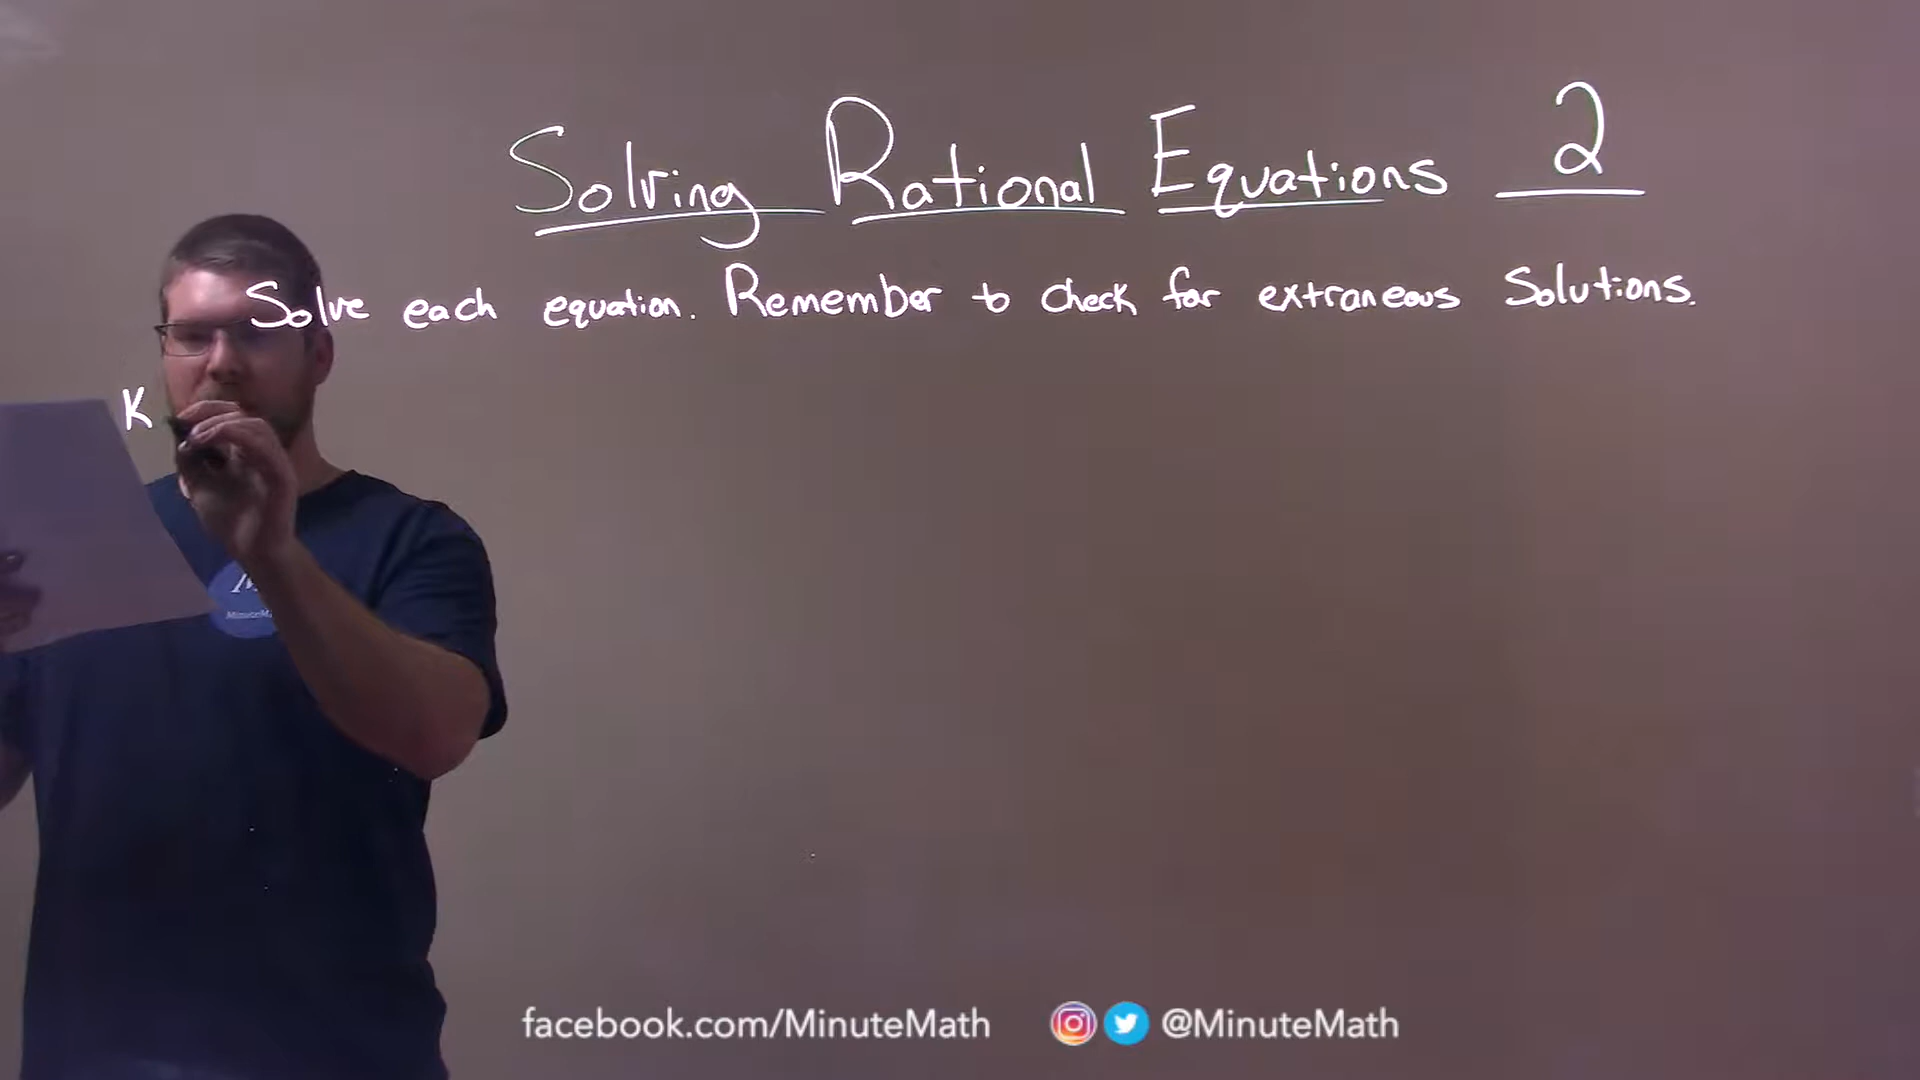 Solving Rational Equations 2
Solve each equation. Remember to check for extraneous solutions.
K
M
facebook.com/MinuteMath @MinuteMath